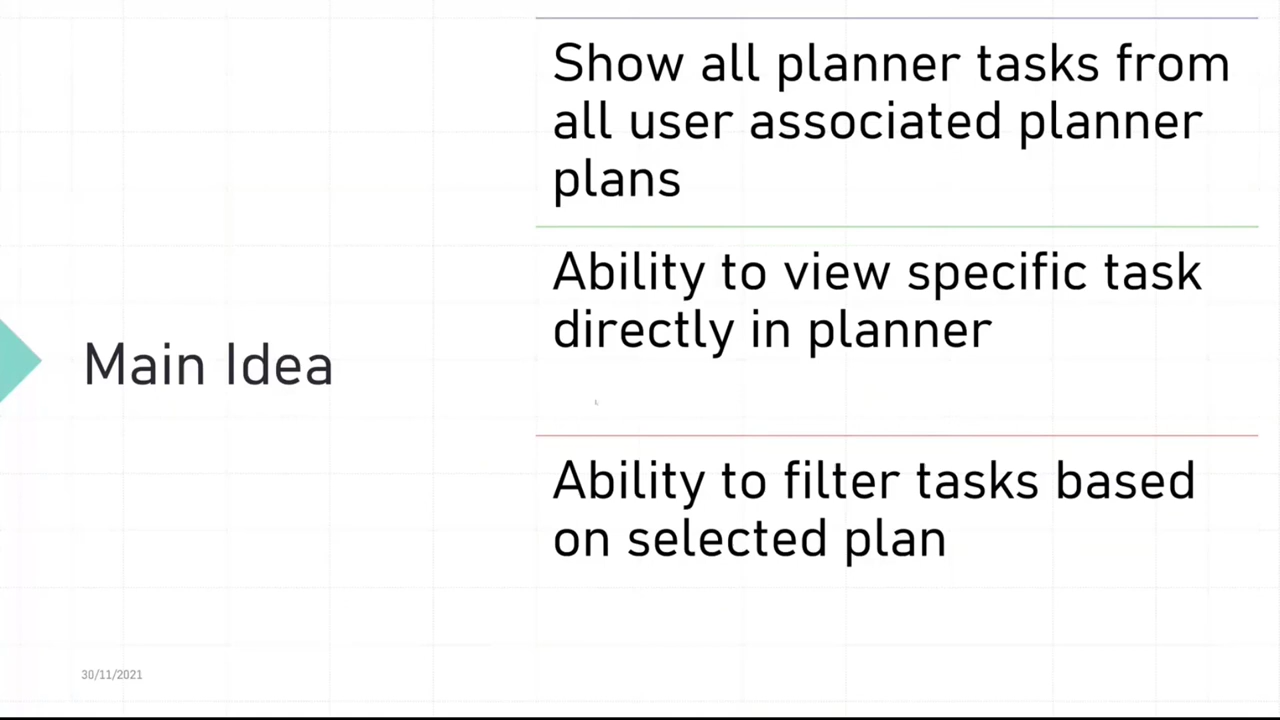 Main Idea
Show all planner tasks from
all user associated planner
plans
Ability to view specific task
directly in planner
Ability to filter tasks based
on selected plan
30/11/2021